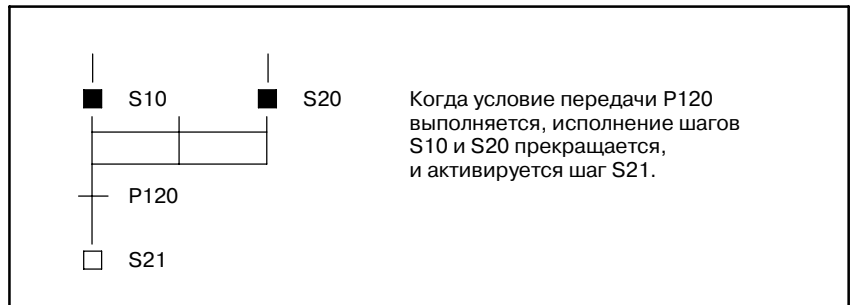 S10
S20
Когда условие передачи P120
выполняется, исполнение шагов
S10 и S20 прекращается,
и активируется шаг S21.
P120
S21